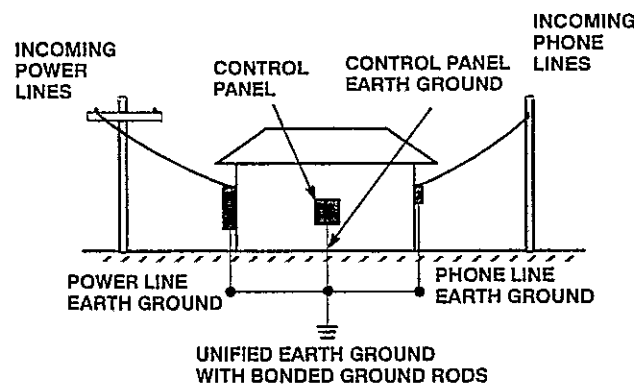 INCOMING
POWER
LINES
CONTROL
PANEL
CONTROL PANEL
EARTH GROUND
INCOMING
PHONE
LINES
POWER LINE
EARTH GROUND
PHONE LINE
EARTH GROUND
UNIFIED EARTH GROUND
WITH BONDED GROUND RODS